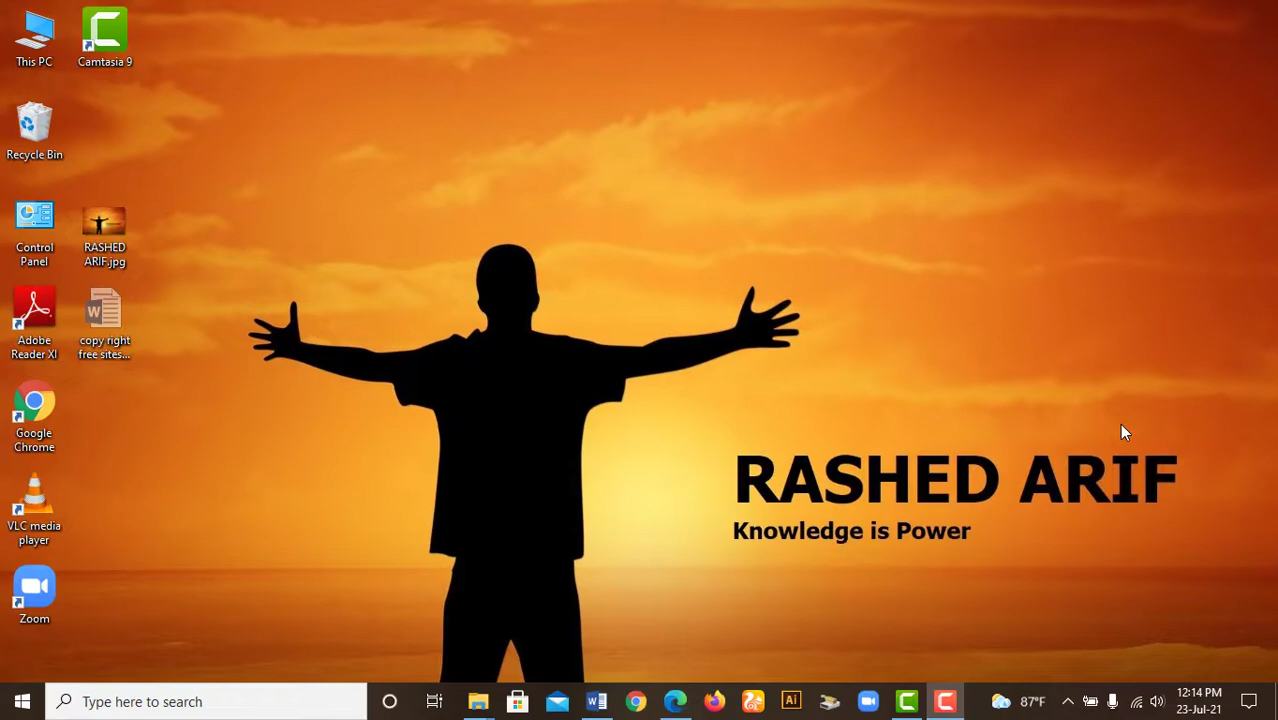 This PC
Camtasia 9
Recycle Bin
Control
Panel
RASHED
ARIF.jpg
Adobe
Reader XI
copy right
free sites...
Google
Chrome
VLC media
player
Zoom
RASHED ARIF
Knowledge is Power
Type here to search
Ai
87°F
12:14 PM
23-Jul-21